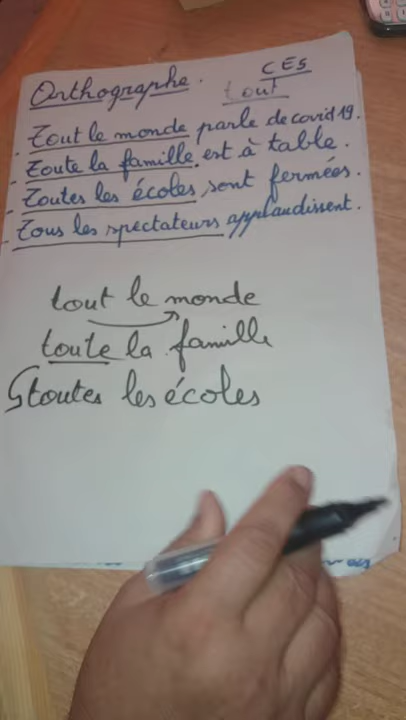 Orthographe. CE5
tout
- Tout le monde parle de covid 19.
- Toute la famille est à table.
- Toutes les écoles sont fermées.
- Tous les spectateurs applaudissent.
tout le monde
toute la famille
toutes les écoles